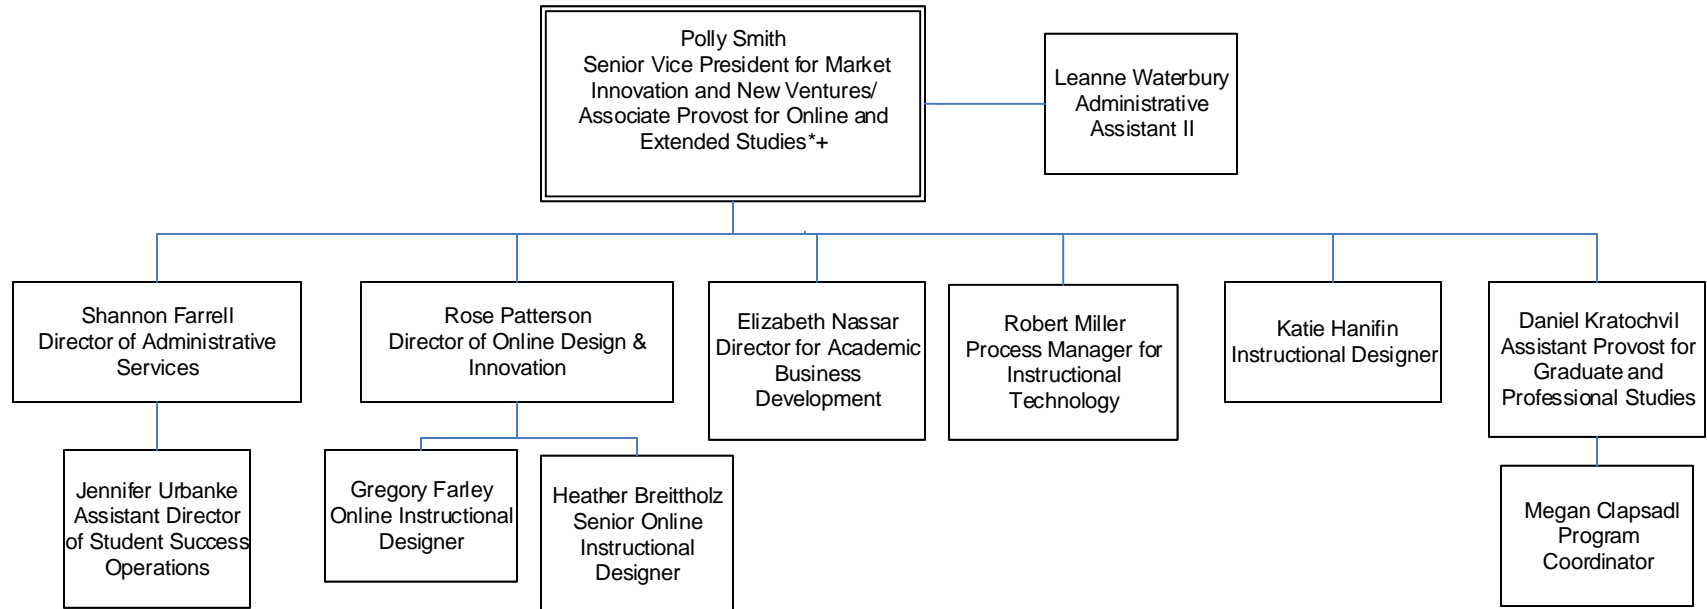 Polly Smith
Senior Vice President for Market
Innovation and New Ventures/
Associate Provost for Online and
Extended Studies*+
Leanne Waterbury
Administrative
Assistant II
Shannon Farrell
Director of Administrative
Services
Rose Patterson
Director of Online Design &
Innovation
Elizabeth Nassar
Director for Academic
Business
Development
Robert Miller
Process Manager for
Instructional
Technology
Katie Hanifin
Instructional Designer
Daniel Kratochvil
Assistant Provost for
Graduate and
Professional Studies
Jennifer Urbanke
Assistant Director
of Student Success
Operations
Gregory Farley
Online Instructional
Designer
Heather Breittholz
Senior Online
Instructional
Designer
Megan Clapsadl
Program
Coordinator